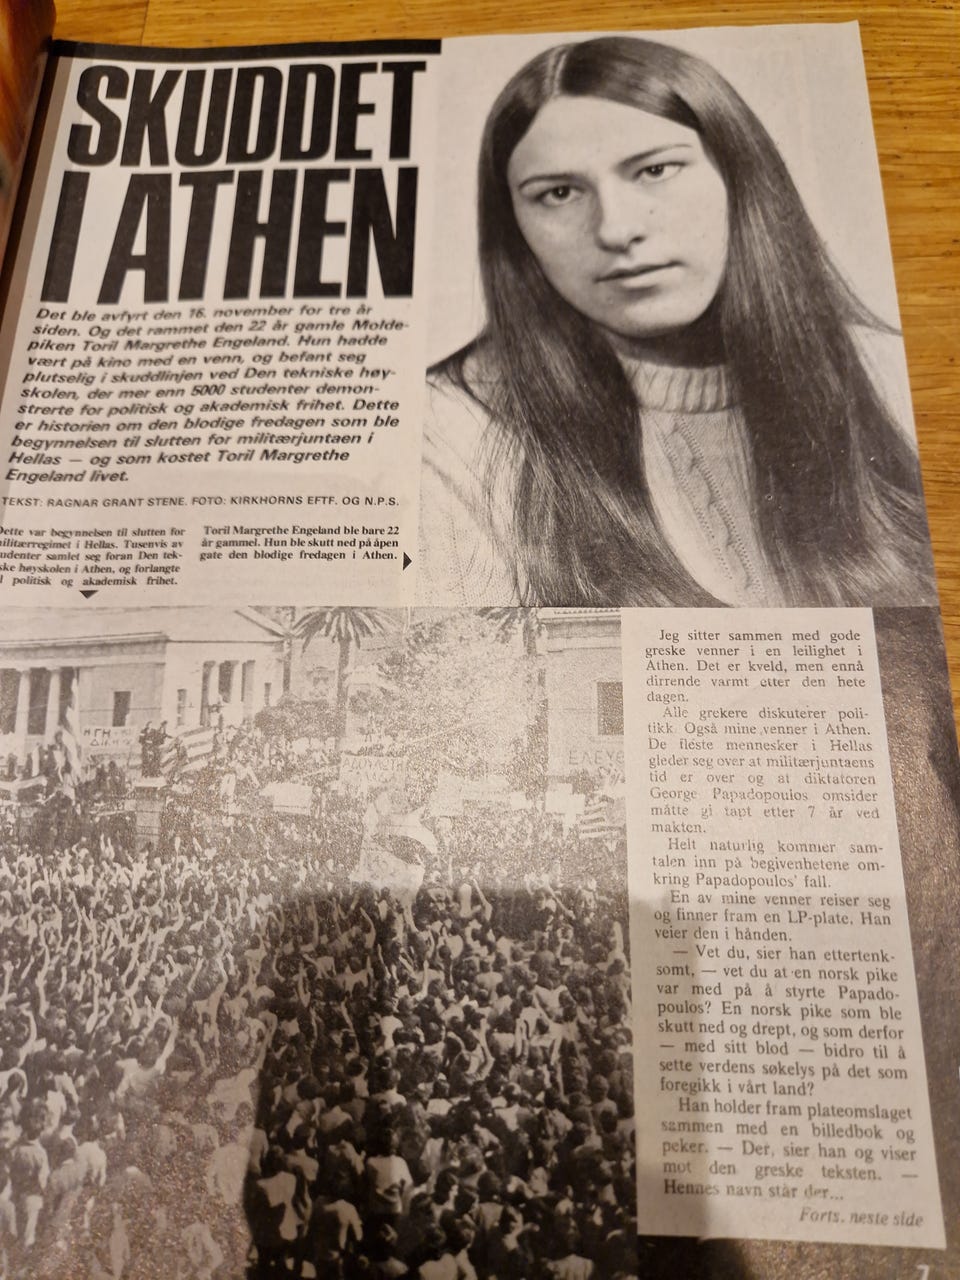 SKUDDET
I ATHEN
Det ble avfyrt den 16. november for tre år
siden. Og det rammet den 22 år gamle Molde-
piken Toril Margrethe Engeland. Hun hadde
vært på kino med en venn, og befant seg
plutselig i skuddlinjen ved Den tekniske høy-
skolen, der mer enn 5000 studenter demon-
strerte for politisk og akademisk frihet. Dette
er historien om den blodige fredagen som ble
begynnelsen til slutten for militærjuntaen i
Hellas — og som kostet Toril Margrethe
Engeland livet.
TEKST: RAGNAR GRANT STENE. FOTO: KIRKHORNS EFTF. OG N.P.S.
Dette var begynnelsen til slutten for
militærregimet i Hellas. Tusenvis av
udenter samlet seg foran Den tek-
ske høyskolen i Athen, og forlangte
l politisk og akademisk frihet.
Toril Margrethe Engeland ble bare 22
år gammel. Hun ble skutt ned på åpen
gate den blodige fredagen i Athen.
Jeg sitter sammen med gode
greske venner i en leilighet i
Athen. Det er kveld, men ennå
dirrende varmt etter den hete
dagen.
Alle grekere diskuterer poli-
tikk. Også mine venner i Athen.
De fleste mennesker i Hellas
gleder seg over at militærjuntaens
tid er over og at diktatoren
George Papadopoulos omsider
måtte gi tapt etter 7 år ved
makten.
Helt naturlig kommer sam-
talen inn på begivenhetene om-
kring Papadopoulos' fall.
En av mine venner reiser seg
og finner fram en LP-plate. Han
veier den i hånden.
— Vet du, sier han ettertenk-
somt, — vet du at en norsk pike
var med på å styrte Papado-
poulos? En norsk pike som ble
skutt ned og drept, og som derfor
— med sitt blod — bidro til å
sette verdens søkelys på det som
foregikk i vårt land?
Han holder fram plateomslaget
sammen med en billedbok og
peker. — Der, sier han og viser
mot den greske teksten. —
Hennes navn står der...
Forts. neste side
7